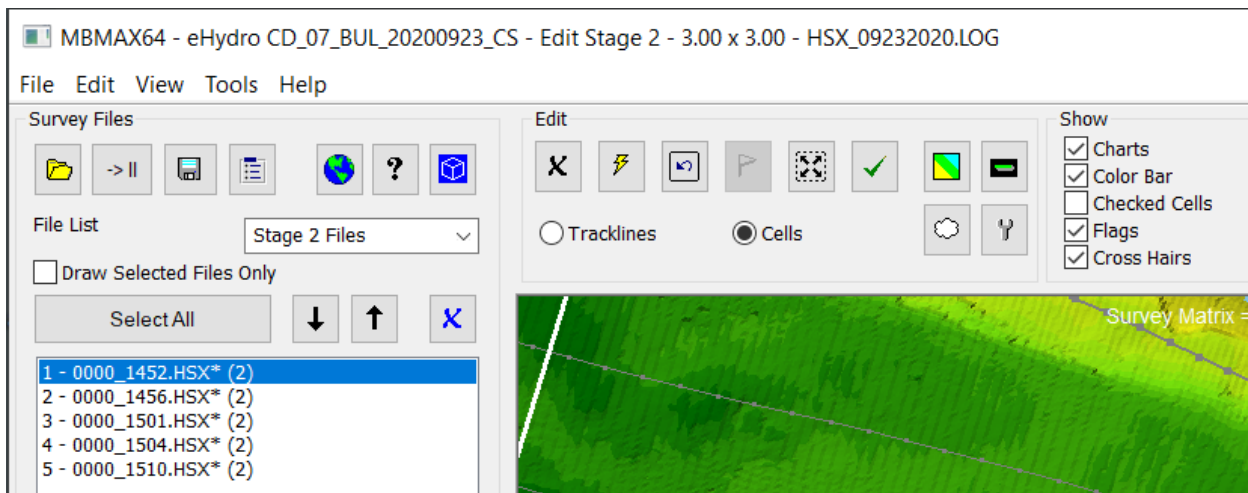 MBMAX64 - eHydro CD_07_BUL_20200923_CS - Edit Stage 2 - 3.00 x 3.00 - HSX_09232020.LOG
File Edit View Tools Help
Survey Files
-> II
?
File List
Stage 2 Files
Draw Selected Files Only
Select All
1 - 0000_1452.HSX* (2)
2 - 0000_1456.HSX* (2)
3 - 0000_1501.HSX* (2)
4 - 0000_1504.HSX* (2)
5 - 0000_1510.HSX* (2)
Edit
Tracklines
Cells
Show
Charts
Color Bar
Checked Cells
Flags
Cross Hairs
Survey Matrix =